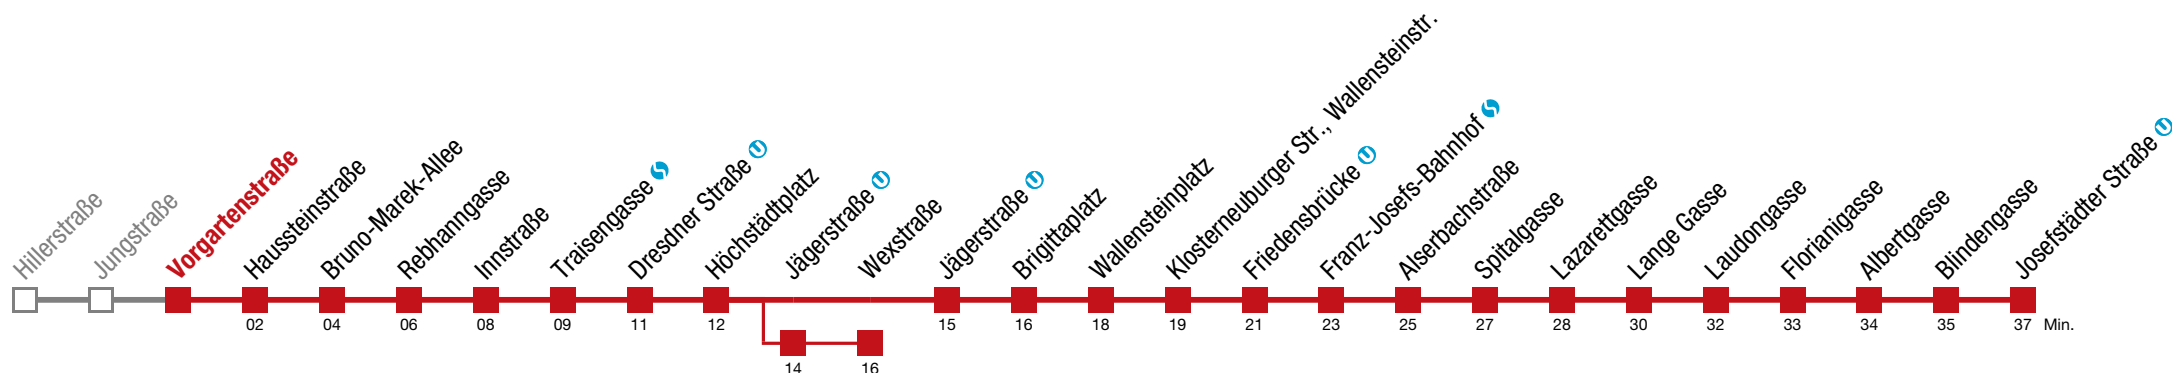 Hillerstraße
Jungstraße
Vorgartenstraße
Haussteinstraße
Bruno-Marek-Allee
Rebhanngasse
Innstraße
Traisengasse
Dresdner Straße U
Höchstädtplatz
Jägerstraße U
Wexstraße
Jägerstraße U
Brigittaplatz
Wallensteinplatz
Klosterneuburger Str., Wallensteinstr.
Friedensbrücke U
Franz-Josefs-Bahnhof
Alserbachstraße
Spitalgasse
Lazarettgasse
Lange Gasse
Laudongasse
Florianigasse
Albertgasse
Blindengasse
Josefstädter Straße U
02 04 06 08 09 11 12 15 16 18 19 21 23 25 27 28 30 32 33 34 35 37 Min.
14 16